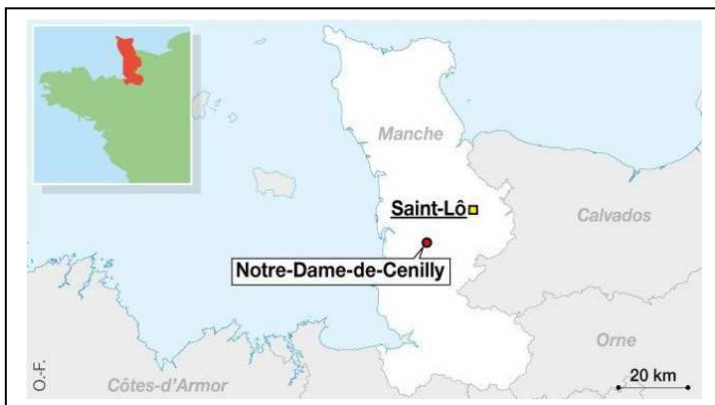 Manche
Saint-Lô
Calvados
Notre-Dame-de-Cenilly
Orne
Côtes-d'Armor
20 km
O.-F.